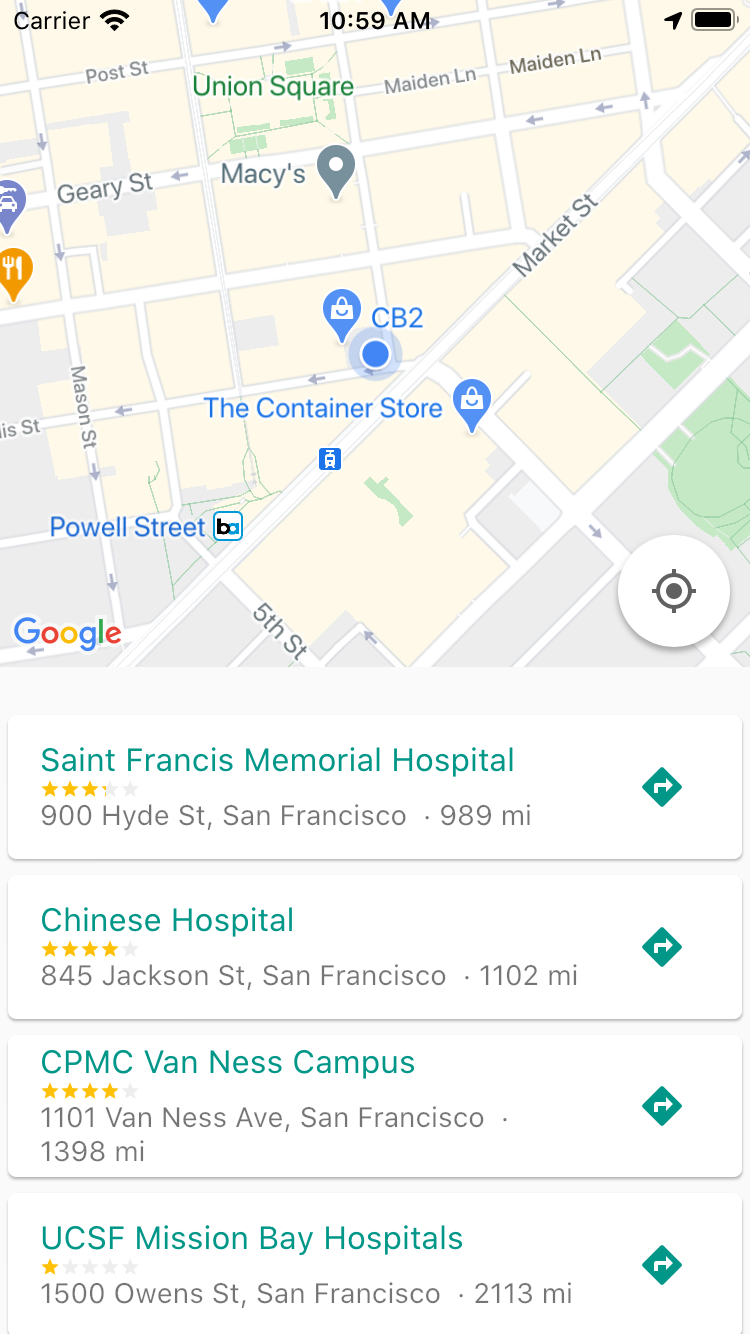 Carrier 10:59 AM
Post St
Union Square
Maiden Ln
Maiden Ln
Macy's
Geary St
Market St
CB2
Mason St
The Container Store
lis St
Powell Street ba
5th St
Google
Saint Francis Memorial Hospital
900 Hyde St, San Francisco · 989 mi
Chinese Hospital
845 Jackson St, San Francisco · 1102 mi
CPMC Van Ness Campus
1101 Van Ness Ave, San Francisco ·
1398 mi
UCSF Mission Bay Hospitals
1500 Owens St, San Francisco · 2113 mi